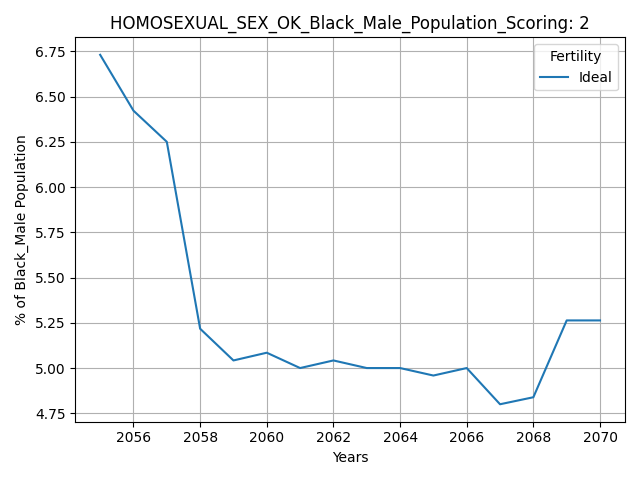 HOMOSEXUAL_SEX_OK_Black_Male_Population_Scoring: 2
Fertility
Ideal
6.75
6.50
6.25
6.00
5.75
5.50
5.25
5.00
4.75
% of Black_Male Population
2056 2058 2060 2062 2064 2066 2068 2070
Years